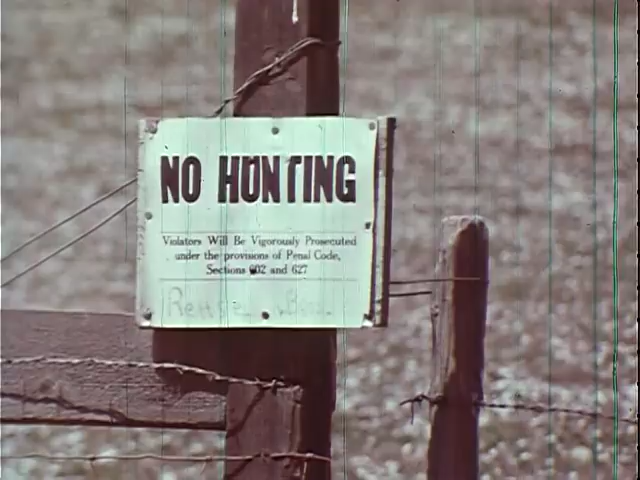 NO HUNTING
Violators Will Be Vigorously Prosecuted
under the provisions of Penal Code,
Sections 602 and 627